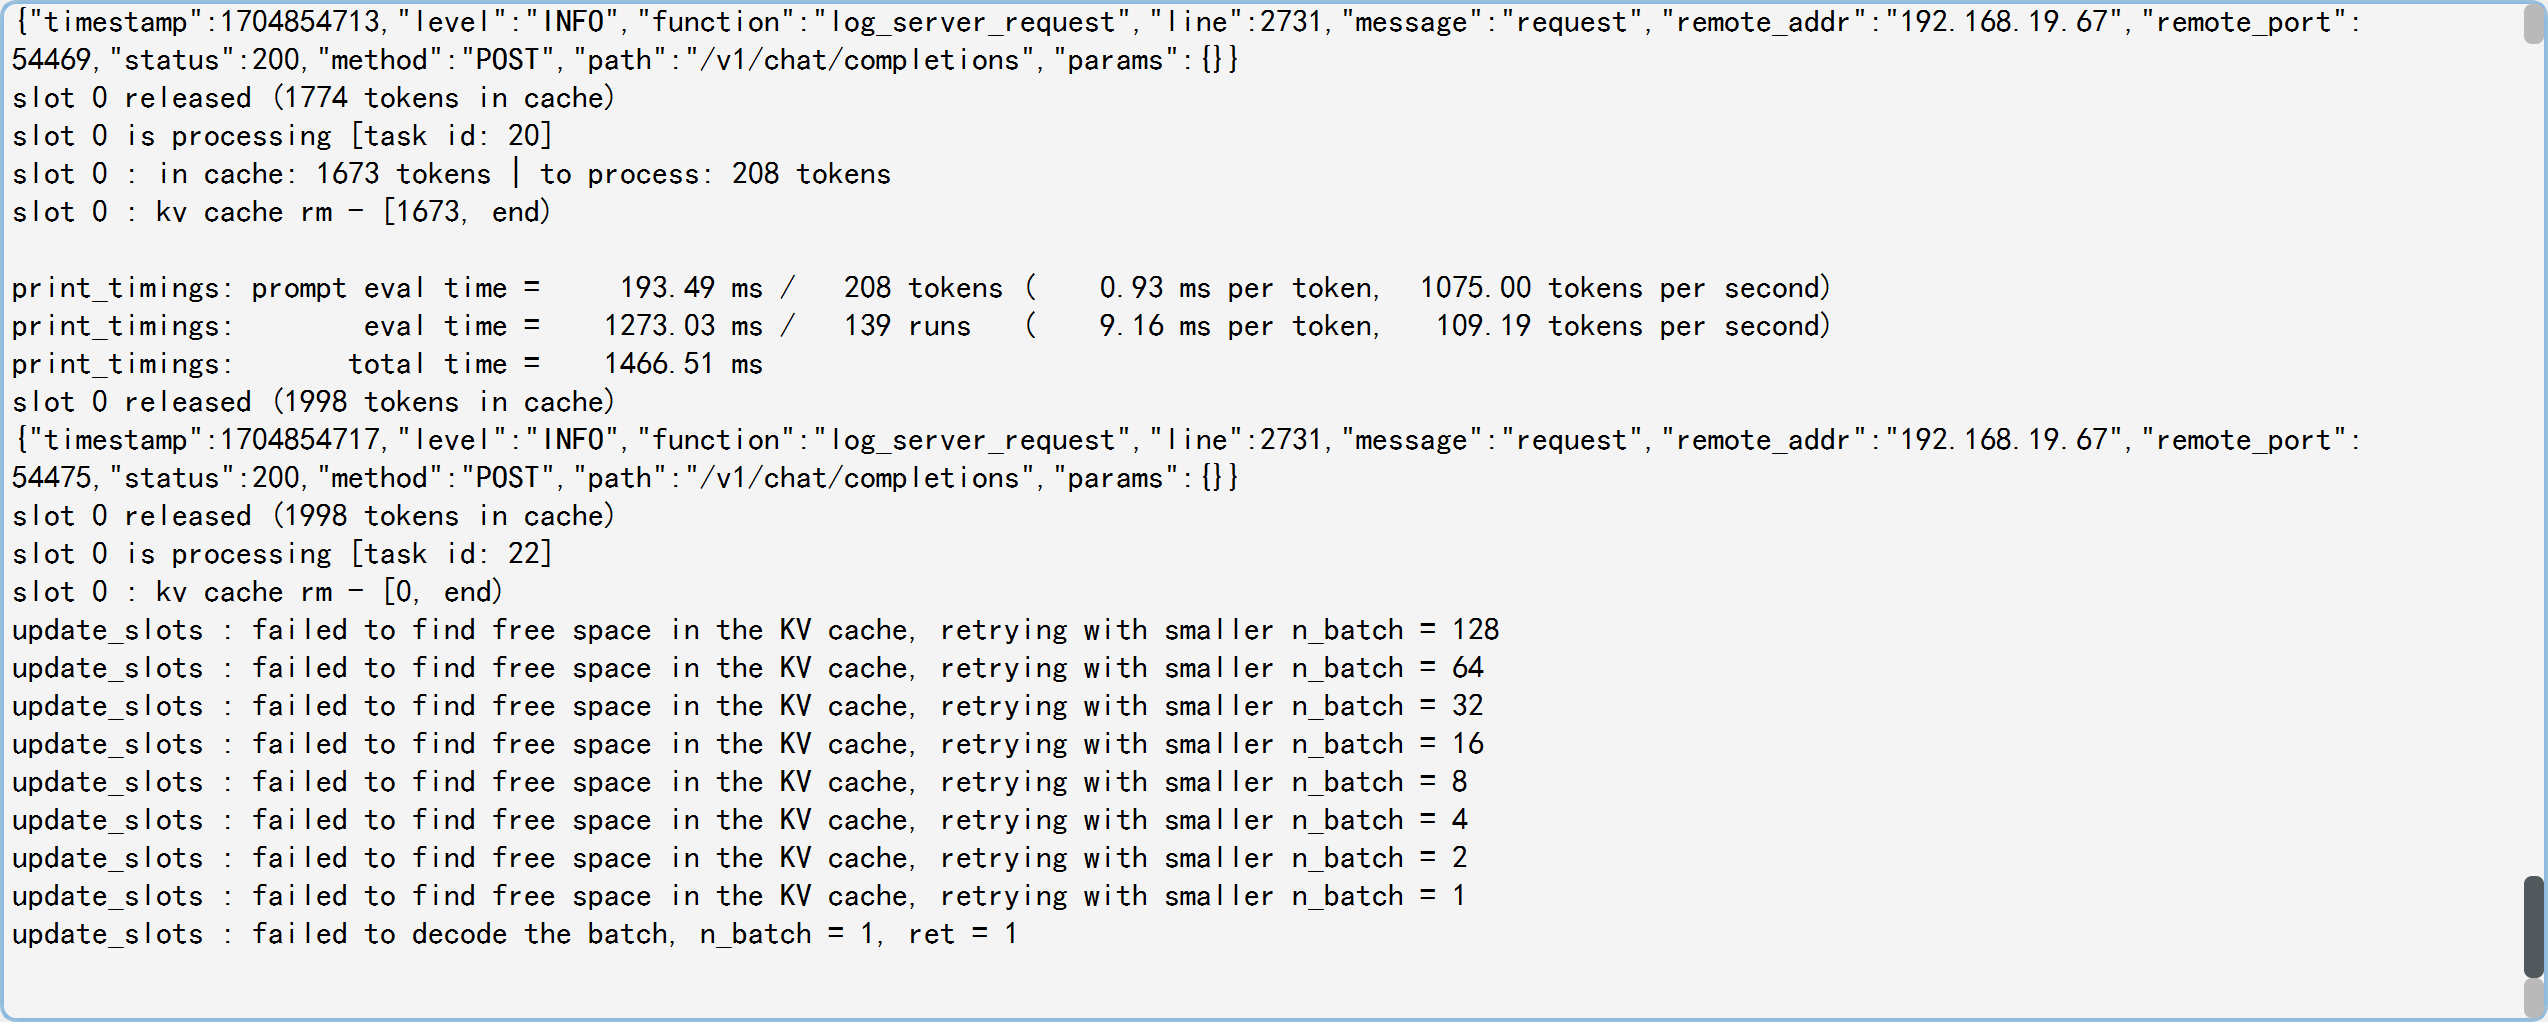 {"timestamp":1704854713,"level":"INFO","function":"log_server_request","line":2731,"message":"request","remote_addr":"192.168.19.67","remote_port":
54469,"status":200,"method":"POST","path":"/v1/chat/completions","params":{}}
slot 0 released (1774 tokens in cache)
slot 0 is processing [task id: 20]
slot 0 : in cache: 1673 tokens | to process: 208 tokens
slot 0 : kv cache rm - [1673, end)

print_timings: prompt eval time =     193.49 ms /   208 tokens (    0.93 ms per token,  1075.00 tokens per second)
print_timings:        eval time =    1273.03 ms /   139 runs   (    9.16 ms per token,   109.19 tokens per second)
print_timings:       total time =    1466.51 ms
slot 0 released (1998 tokens in cache)
{"timestamp":1704854717,"level":"INFO","function":"log_server_request","line":2731,"message":"request","remote_addr":"192.168.19.67","remote_port":
54475,"status":200,"method":"POST","path":"/v1/chat/completions","params":{}}
slot 0 released (1998 tokens in cache)
slot 0 is processing [task id: 22]
slot 0 : kv cache rm - [0, end)
update_slots : failed to find free space in the KV cache, retrying with smaller n_batch = 128
update_slots : failed to find free space in the KV cache, retrying with smaller n_batch = 64
update_slots : failed to find free space in the KV cache, retrying with smaller n_batch = 32
update_slots : failed to find free space in the KV cache, retrying with smaller n_batch = 16
update_slots : failed to find free space in the KV cache, retrying with smaller n_batch = 8
update_slots : failed to find free space in the KV cache, retrying with smaller n_batch = 4
update_slots : failed to find free space in the KV cache, retrying with smaller n_batch = 2
update_slots : failed to find free space in the KV cache, retrying with smaller n_batch = 1
update_slots : failed to decode the batch, n_batch = 1, ret = 1